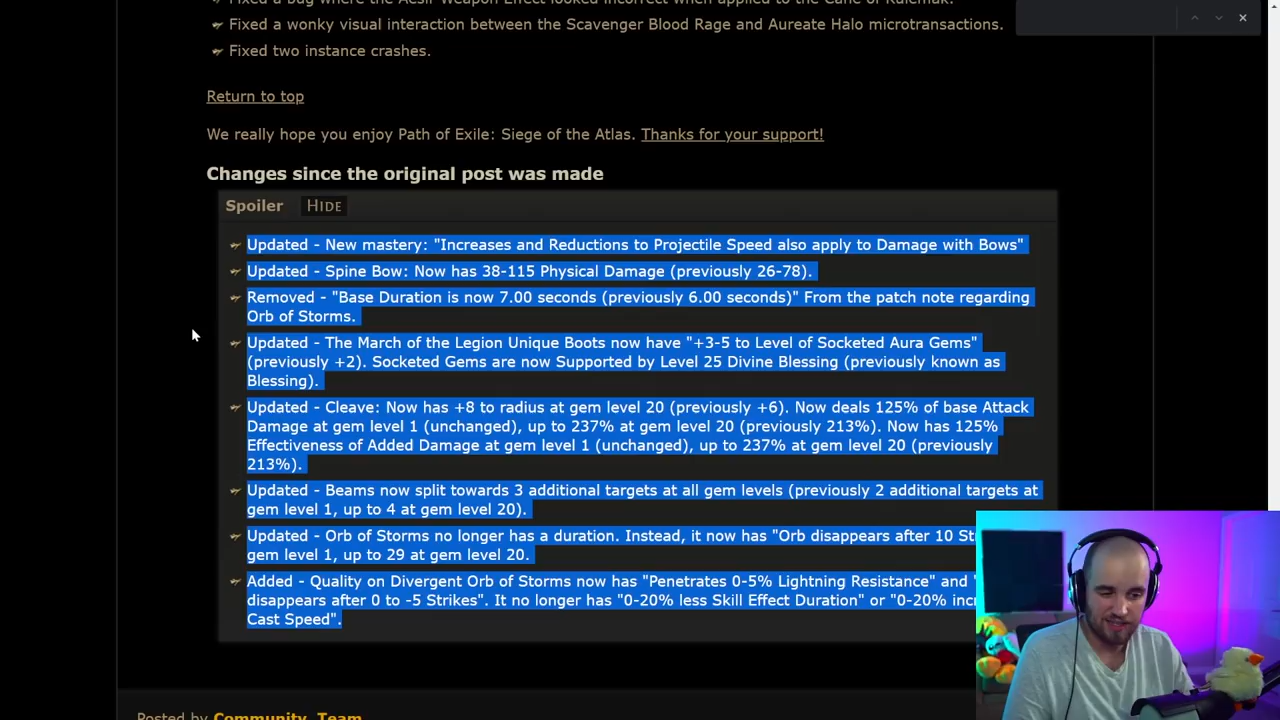 Fixed a bug where the Aesir Weapon Effect looked incorrect when applied to the Cane of Kulemak.
Fixed a wonky visual interaction between the Scavenger Blood Rage and Aureate Halo microtransactions.
Fixed two instance crashes.
Return to top
We really hope you enjoy Path of Exile: Siege of the Atlas. Thanks for your support!
Changes since the original post was made
Spoiler HIDE
Updated - New mastery: "Increases and Reductions to Projectile Speed also apply to Damage with Bows"
Updated - Spine Bow: Now has 38-115 Physical Damage (previously 26-78).
Removed - "Base Duration is now 7.00 seconds (previously 6.00 seconds)" From the patch note regarding
Orb of Storms.
Updated - The March of the Legion Unique Boots now have "+3-5 to Level of Socketed Aura Gems"
(previously +2). Socketed Gems are now Supported by Level 25 Divine Blessing (previously known as
Blessing).
Updated - Cleave: Now has +8 to radius at gem level 20 (previously +6). Now deals 125% of base Attack
Damage at gem level 1 (unchanged), up to 237% at gem level 20 (previously 213%). Now has 125%
Effectiveness of Added Damage at gem level 1 (unchanged), up to 237% at gem level 20 (previously
213%).
Updated - Beams now split towards 3 additional targets at all gem levels (previously 2 additional targets at
gem level 1, up to 4 at gem level 20).
Updated - Orb of Storms no longer has a duration. Instead, it now has "Orb disappears after 10 St
gem level 1, up to 29 at gem level 20.
Added - Quality on Divergent Orb of Storms now has "Penetrates 0-5% Lightning Resistance" and "
disappears after 0 to -5 Strikes". It no longer has "0-20% less Skill Effect Duration" or "0-20% inc
Cast Speed".
Posted by Community_Team